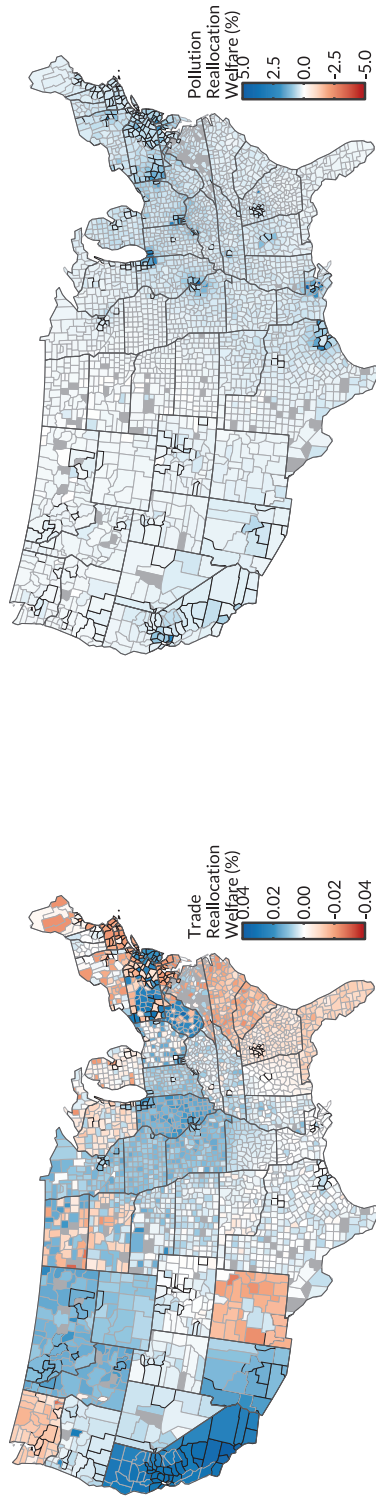 Pollution
Reallocation
Welfare (%)
5.0
2.5
0.0
-2.5
-5.0
Trade
Reallocation
Welfare (%)
0.04
0.02
0.00
-0.02
-0.04